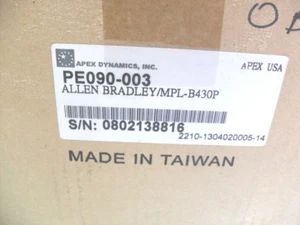 APEX DYNAMICS, INC.
APEX USA
PE090-003
ALLEN BRADLEY/MPL-B430P
S/N: 0802138816
2210-1304020005-14
MADE IN TAIWAN